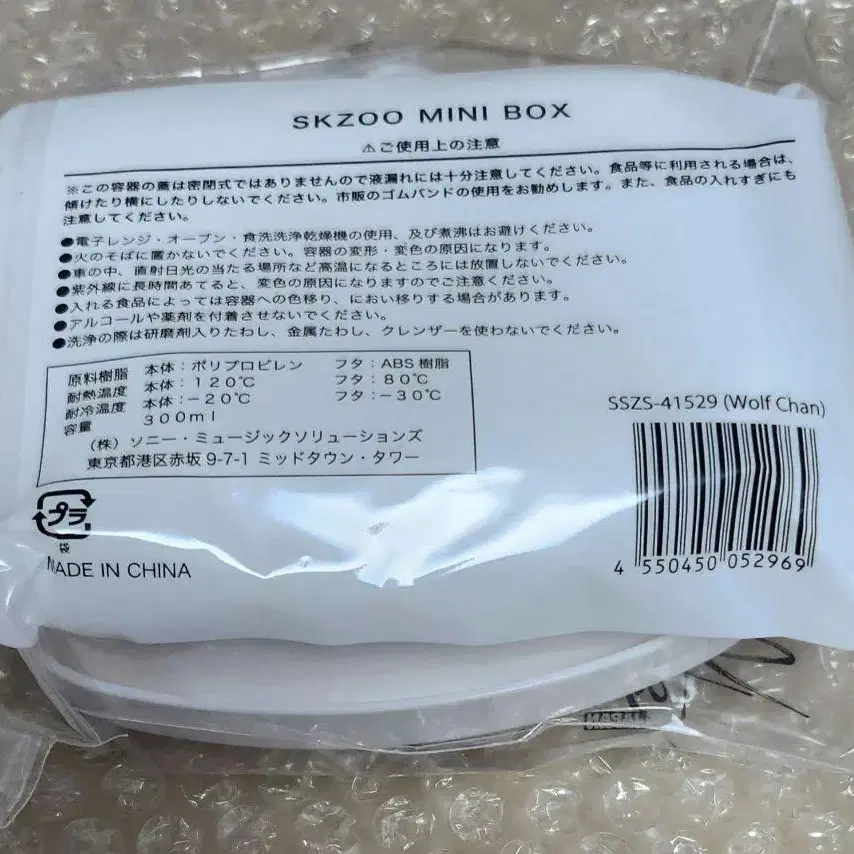 SKZOO MINI BOX
⚠ご使用上の注意
※この容器の蓋は密閉式ではありませんので液漏れには十分注意してください。食品等に利用される場合は、
傾けたり横にしたりしないでください。市販のゴムバンドの使用をお勧めします。また、食品の入れすぎにも
注意してください。
●電子レンジ・オーブン・食洗洗浄乾燥機の使用、及び煮沸はお避けください。
●火のそばに置かないでください。容器の変形・変色の原因になります。
●車の中、直射日光の当たる場所など高温になるところには放置しないでください。
●紫外線に長時間あてると、変色の原因になりますのでご注意ください。
●入れる食品によっては容器への色移り、におい移りする場合があります。
●アルコールや薬剤を付着させないでください。
●洗浄の際は研磨剤入りたわし、金属たわし、クレンザーを使わないでください。
原料樹脂 本体：ポリプロピレン フタ：ABS樹脂
耐熱温度 本体：120℃ フタ：80℃
耐冷温度 本体：−20℃ フタ：−30℃
容量 300ml
（株）ソニー・ミュージックソリューションズ
東京都港区赤坂 9-7-1 ミッドタウン・タワー
SSZS-41529 (Wolf Chan)
4 550450 052969
プラ
袋
MADE IN CHINA
JAPAN